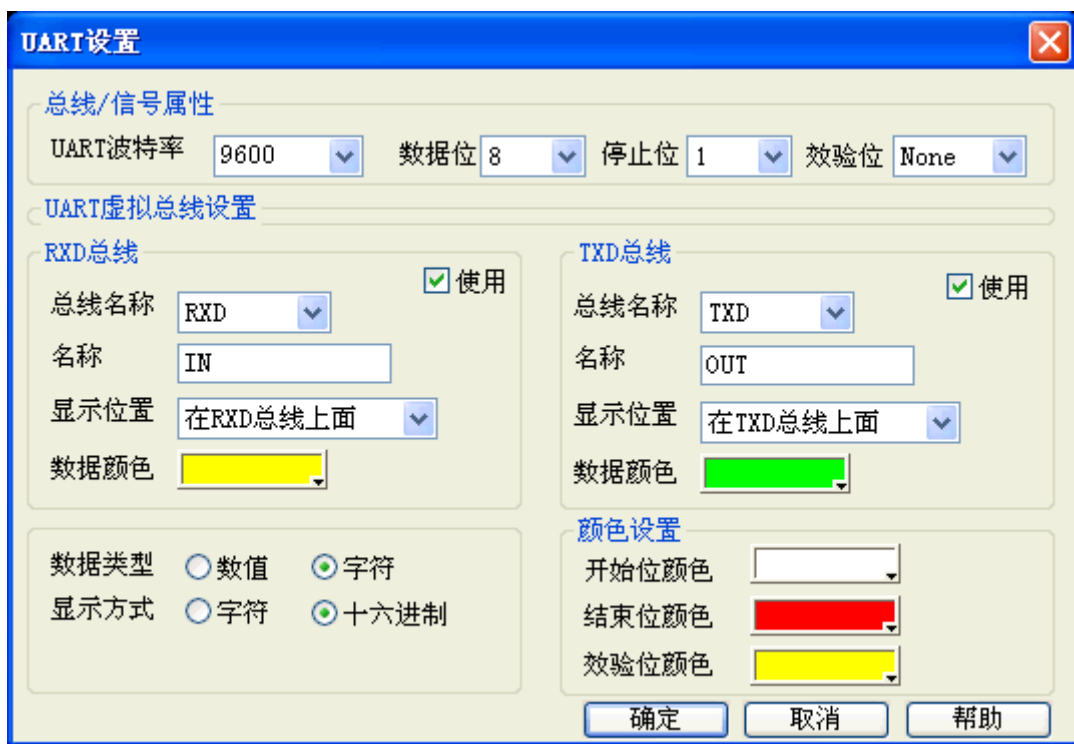 UART设置
总线/信号属性
UART波特率 9600 数据位 8 停止位 1 效验位 None
UART虚拟总线设置
RXD总线
使用
总线名称 RXD
名称 IN
显示位置 在RXD总线上面
数据颜色
TXD总线
使用
总线名称 TXD
名称 OUT
显示位置 在TXD总线上面
数据颜色
数据类型 数值 字符
显示方式 字符 十六进制
颜色设置
开始位颜色
结束位颜色
效验位颜色
确定 取消 帮助